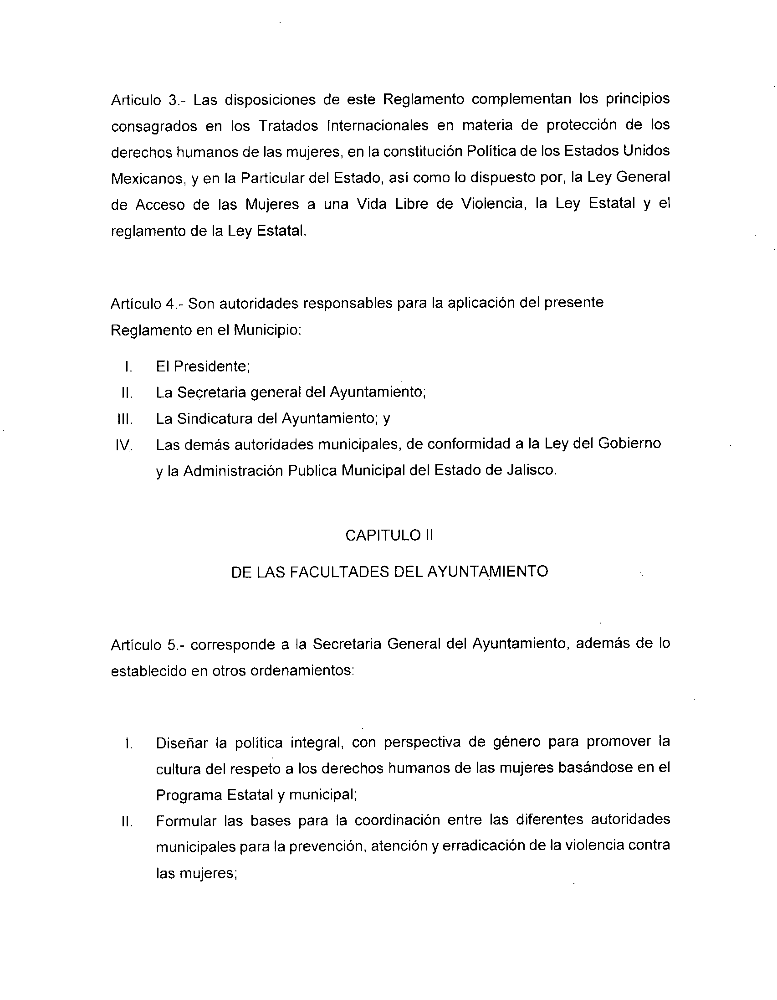 Articulo 3.- Las disposiciones de este Reglamento complementan los principios
consagrados en los Tratados Internacionales en materia de protección de los
derechos humanos de las mujeres, en la constitución Política de los Estados Unidos
Mexicanos, y en la Particular del Estado, así como lo dispuesto por, la Ley General
de Acceso de las Mujeres a una Vida Libre de Violencia, la Ley Estatal y el
reglamento de la Ley Estatal.
Artículo 4.- Son autoridades responsables para la aplicación del presente
Reglamento en el Municipio:
I. El Presidente;
II. La Secretaria general del Ayuntamiento;
III. La Sindicatura del Ayuntamiento; y
IV. Las demás autoridades municipales, de conformidad a la Ley del Gobierno
y la Administración Publica Municipal del Estado de Jalisco.
CAPITULO II
DE LAS FACULTADES DEL AYUNTAMIENTO
Artículo 5.- corresponde a la Secretaria General del Ayuntamiento, además de lo
establecido en otros ordenamientos:
I. Diseñar la política integral, con perspectiva de género para promover la
cultura del respeto a los derechos humanos de las mujeres basándose en el
Programa Estatal y municipal;
II. Formular las bases para la coordinación entre las diferentes autoridades
municipales para la prevención, atención y erradicación de la violencia contra
las mujeres;